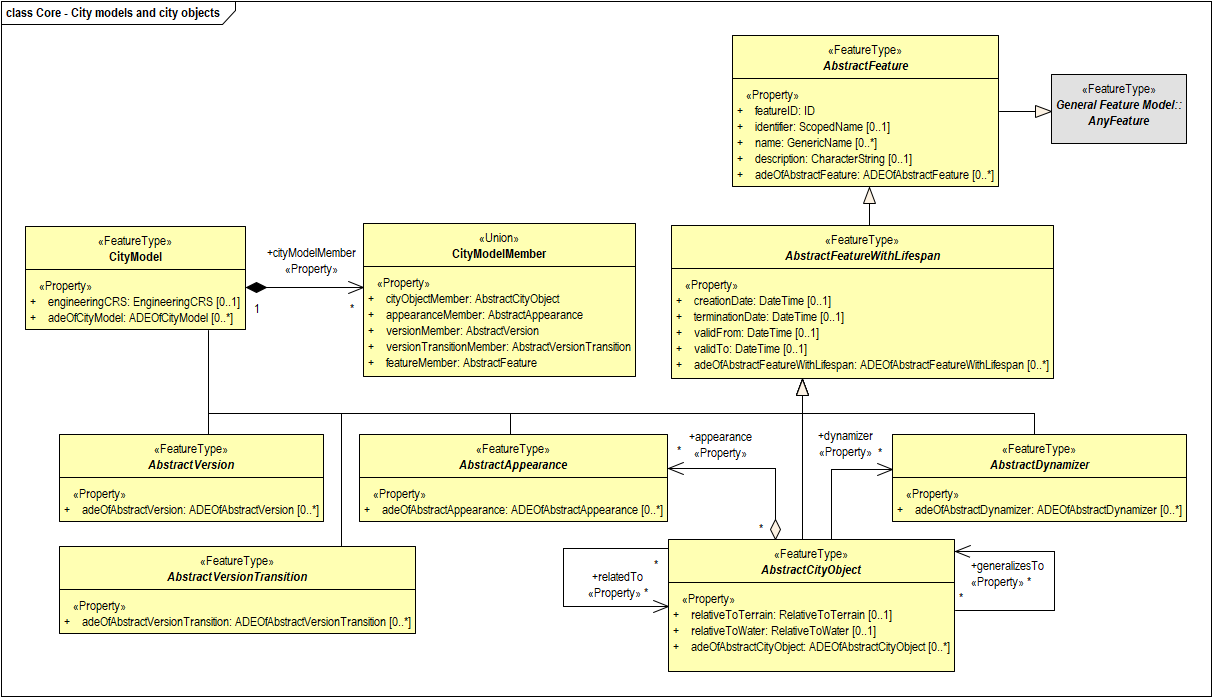 class Core - City models and city objects
«FeatureType»
AbstractFeature
«Property»
+ featureID: ID
+ identifier: ScopedName [0..1]
+ name: GenericName [0..*]
+ description: CharacterString [0..1]
+ adeOfAbstractFeature: ADEOfAbstractFeature [0..*]
«FeatureType»
General Feature Model::
AnyFeature
«FeatureType»
CityModel
«Property»
+ engineeringCRS: EngineeringCRS [0..1]
+ adeOfCityModel: ADEOfCityModel [0..*]
+cityModelMember
«Property»
1
*
«Union»
CityModelMember
«Property»
+ cityObjectMember: AbstractCityObject
+ appearanceMember: AbstractAppearance
+ versionMember: AbstractVersion
+ versionTransitionMember: AbstractVersionTransition
+ featureMember: AbstractFeature
«FeatureType»
AbstractFeatureWithLifespan
«Property»
+ creationDate: DateTime [0..1]
+ terminationDate: DateTime [0..1]
+ validFrom: DateTime [0..1]
+ validTo: DateTime [0..1]
+ adeOfAbstractFeatureWithLifespan: ADEOfAbstractFeatureWithLifespan [0..*]
«FeatureType»
AbstractVersion
«Property»
+ adeOfAbstractVersion: ADEOfAbstractVersion [0..*]
«FeatureType»
AbstractAppearance
«Property»
+ adeOfAbstractAppearance: ADEOfAbstractAppearance [0..*]
+appearance
* «Property»
*
+dynamizer
«Property» *
«FeatureType»
AbstractDynamizer
«Property»
+ adeOfAbstractDynamizer: ADEOfAbstractDynamizer [0..*]
«FeatureType»
AbstractVersionTransition
«Property»
+ adeOfAbstractVersionTransition: ADEOfAbstractVersionTransition [0..*]
*
+relatedTo
«Property» *
«FeatureType»
AbstractCityObject
«Property»
+ relativeToTerrain: RelativeToTerrain [0..1]
+ relativeToWater: RelativeToWater [0..1]
+ adeOfAbstractCityObject: ADEOfAbstractCityObject [0..*]
+generalizesTo
«Property» *
*